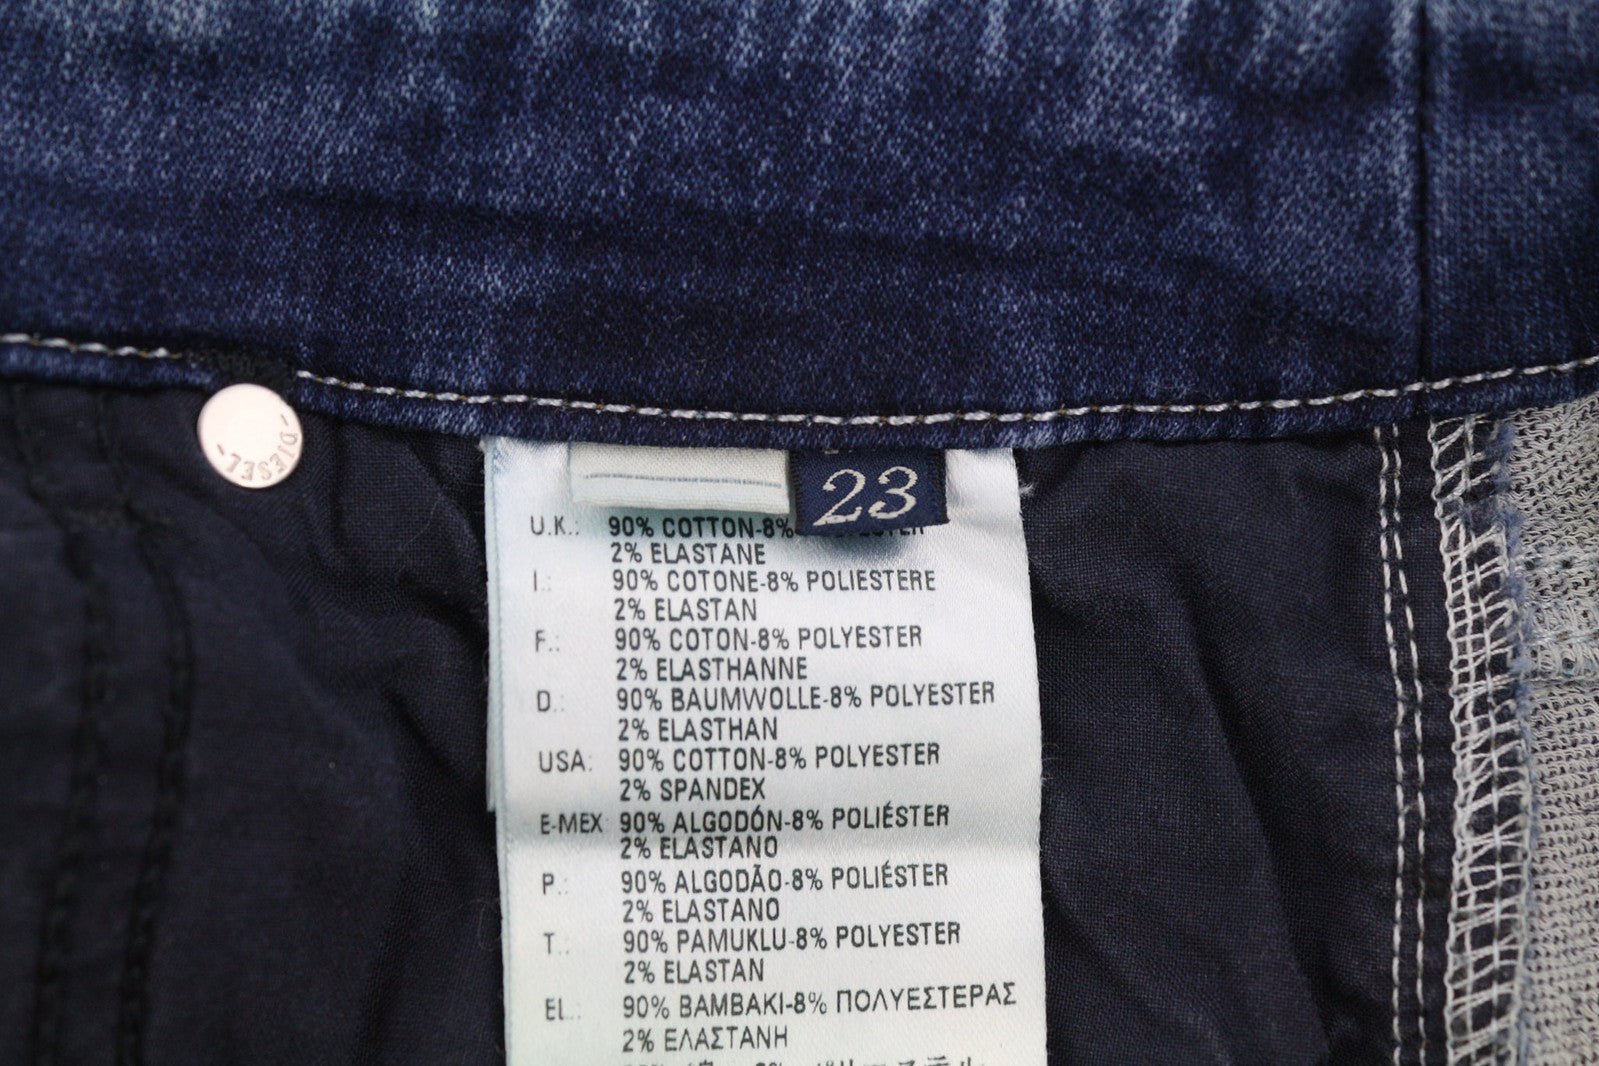 -DIESEL-
23
U.K.: 90% COTTON-8%
2% ELASTANE
I.: 90% COTONE-8% POLIESTERE
2% ELASTAN
F.: 90% COTON-8% POLYESTER
2% ELASTHANNE
D.: 90% BAUMWOLLE-8% POLYESTER
2% ELASTHAN
USA: 90% COTTON-8% POLYESTER
2% SPANDEX
E-MEX 90% ALGODÓN-8% POLIÉSTER
2% ELASTANO
P.: 90% ALGODÃO-8% POLIÉSTER
2% ELASTANO
T.: 90% PAMUKLU-8% POLYESTER
2% ELASTAN
EL.: 90% ΒΑΜΒΑΚΙ-8% ΠΟΛΥΕΣΤΕΡΑΣ
2% ΕΛΑΣΤΑΝΗ